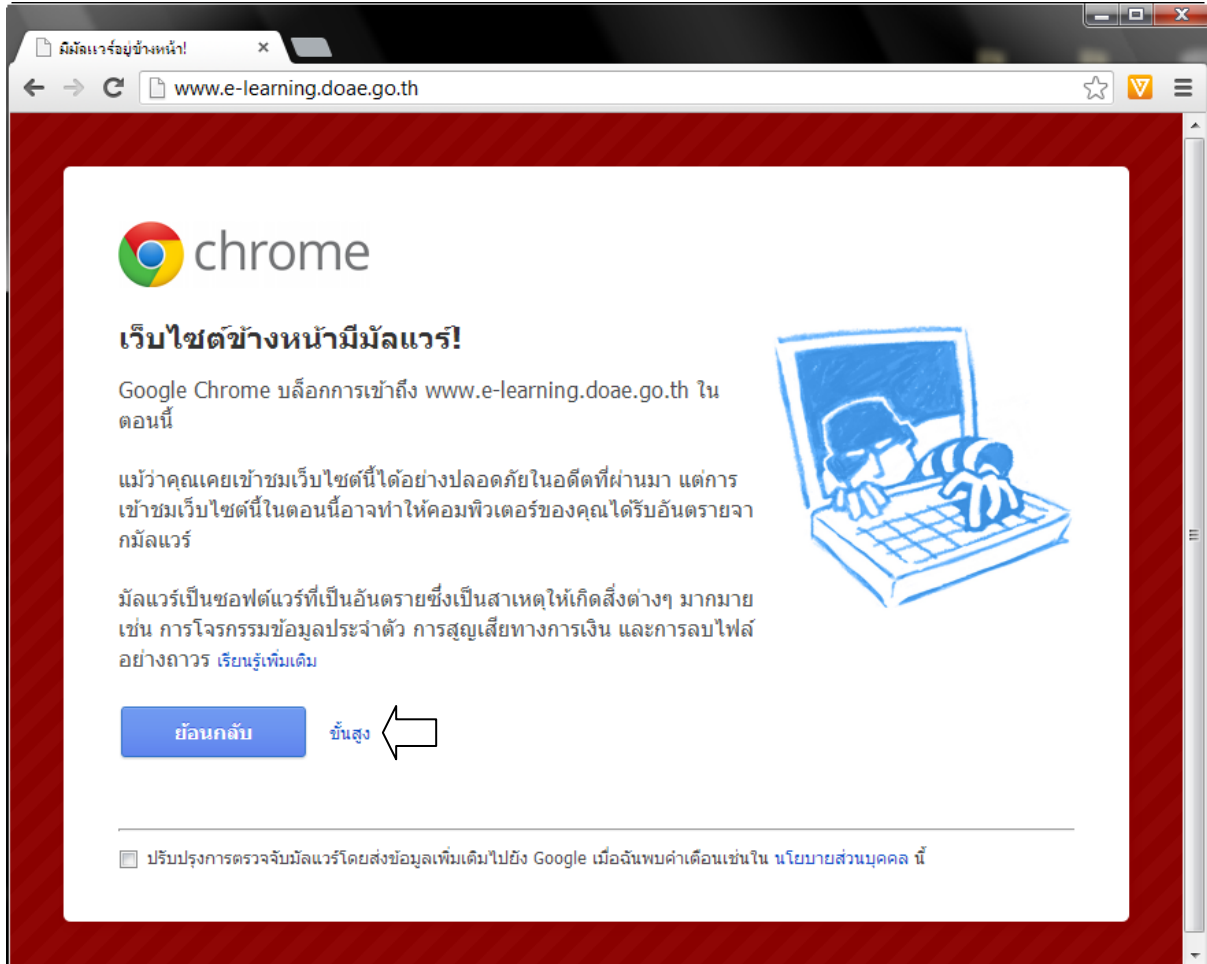 มีมัลแวร์อยู่ข้างหน้า!
www.e-learning.doae.go.th
chrome
เว็บไซต์ข้างหน้ามีมัลแวร์!
Google Chrome บล็อกการเข้าถึง www.e-learning.doae.go.th ใน
ตอนนี้
แม้ว่าคุณเคยเข้าชมเว็บไซต์นี้ได้อย่างปลอดภัยในอดีตที่ผ่านมา แต่การ
เข้าชมเว็บไซต์นี้ในตอนนี้อาจทำให้คอมพิวเตอร์ของคุณได้รับอันตรายจา
กมัลแวร์
มัลแวร์เป็นซอฟต์แวร์ที่เป็นอันตรายซึ่งเป็นสาเหตุให้เกิดสิ่งต่างๆ มากมาย
เช่น การโจรกรรมข้อมูลประจำตัว การสูญเสียทางการเงิน และการลบไฟล์
อย่างถาวร เรียนรู้เพิ่มเติม
ย้อนกลับ ขั้นสูง
ปรับปรุงการตรวจจับมัลแวร์โดยส่งข้อมูลเพิ่มเติมไปยัง Google เมื่อฉันพบคำเตือนเช่นใน นโยบายส่วนบุคคล นี้